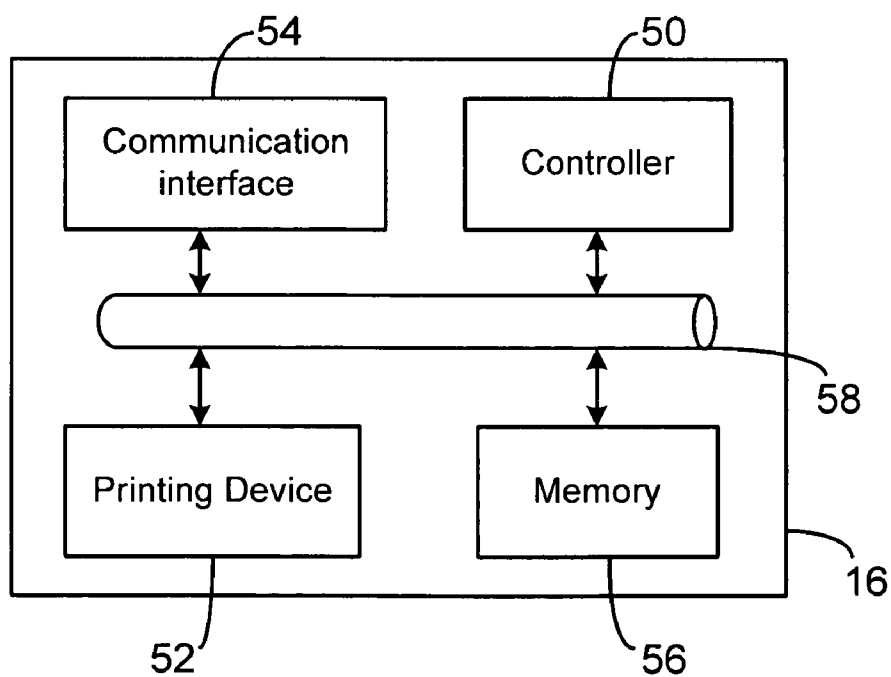 54
50
Communication
interface
Controller
58
Printing Device
Memory
16
52
56